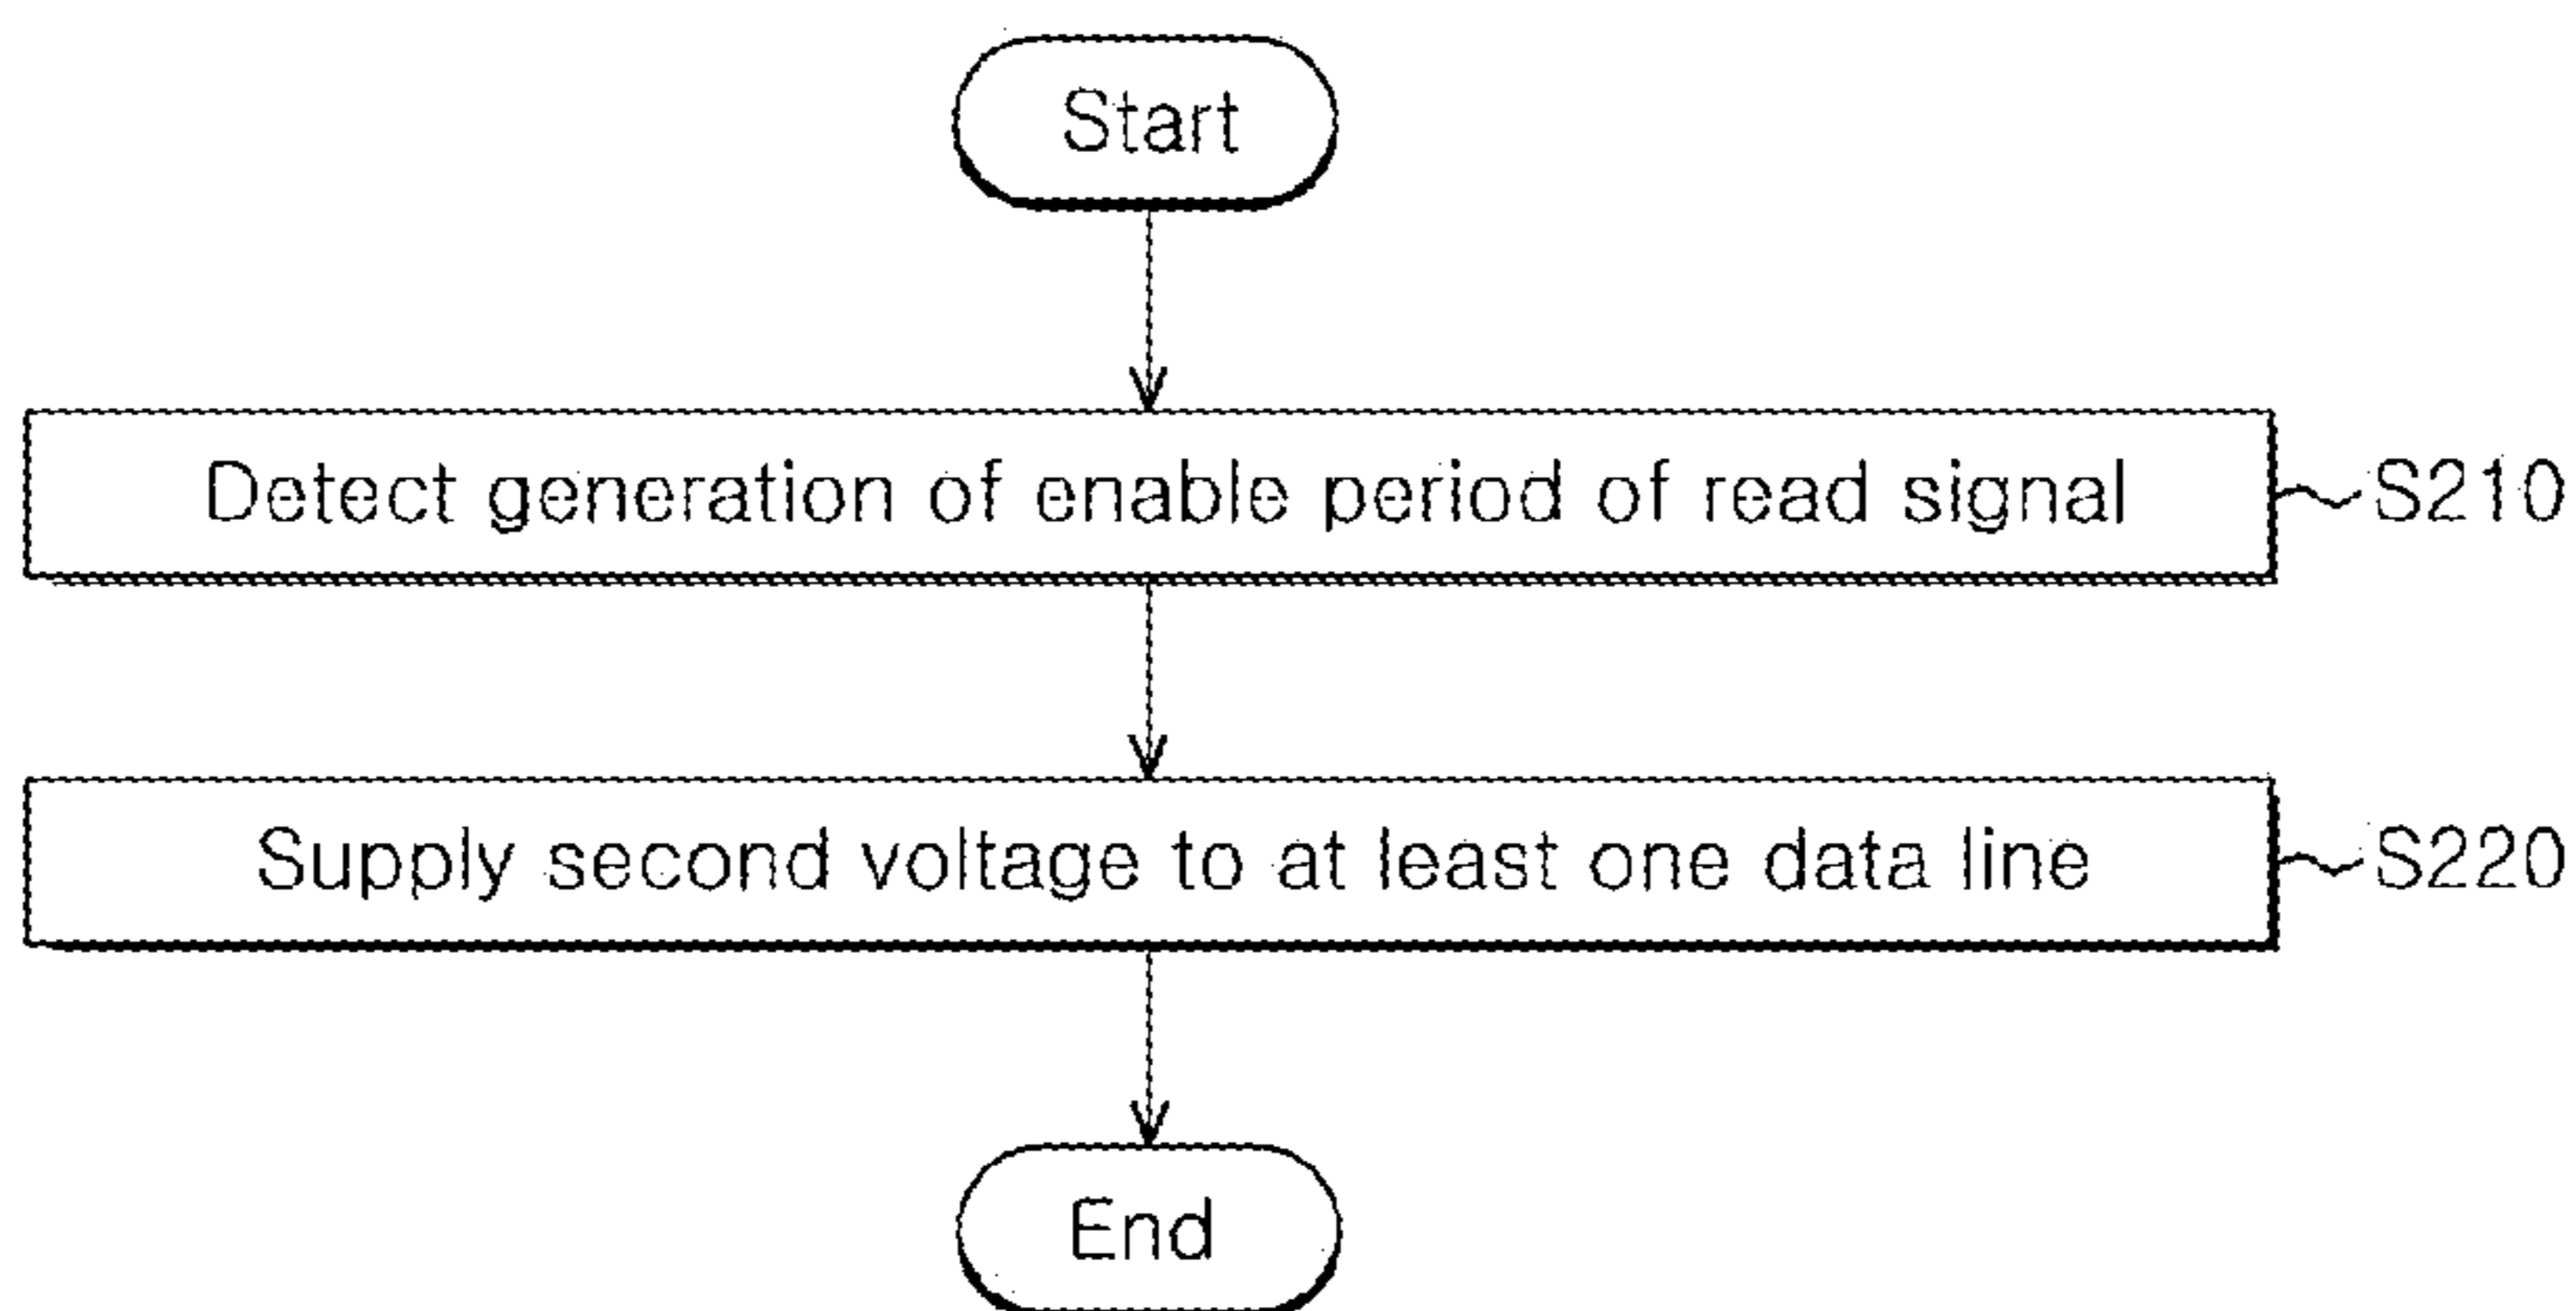 Start
Detect generation of enable period of read signal
S210
Supply second voltage to at least one data line
S220
End